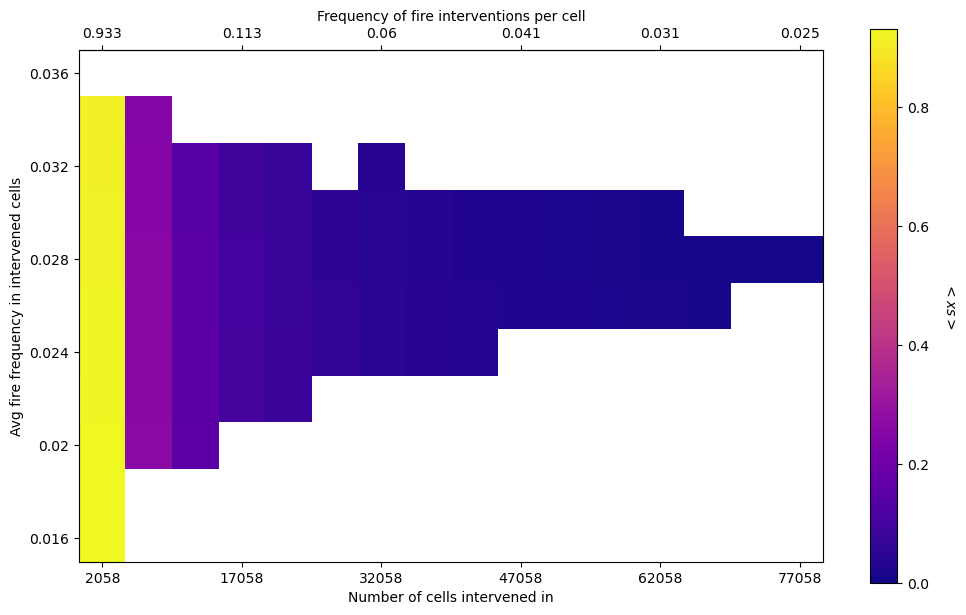 Frequency of fire interventions per cell
0.933 0.113 0.06 0.041 0.031 0.025
0.036
0.032
0.028
0.024
0.02
0.016
Avg fire frequency in intervened cells
2058 17058 32058 47058 62058 77058
Number of cells intervened in
0.8
0.6
0.4
0.2
0.0
< sx >